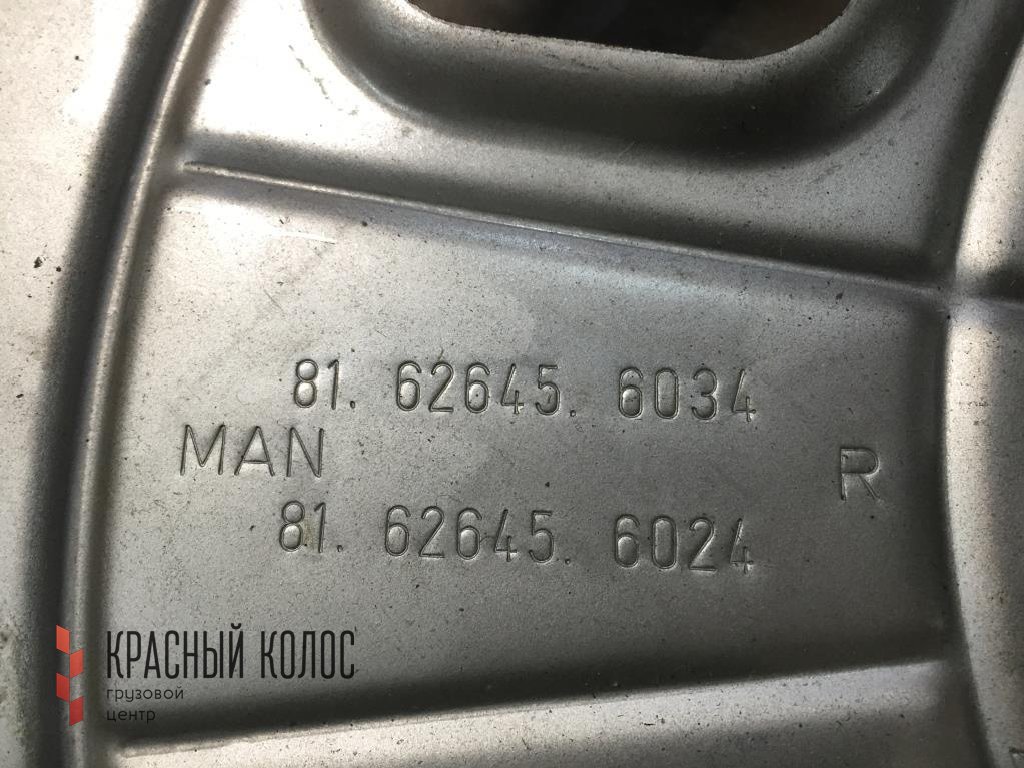 81. 62645. 6034
MAN
R
81. 62645. 6024
КРАСНЫЙ КОЛОС
грузовой
центр